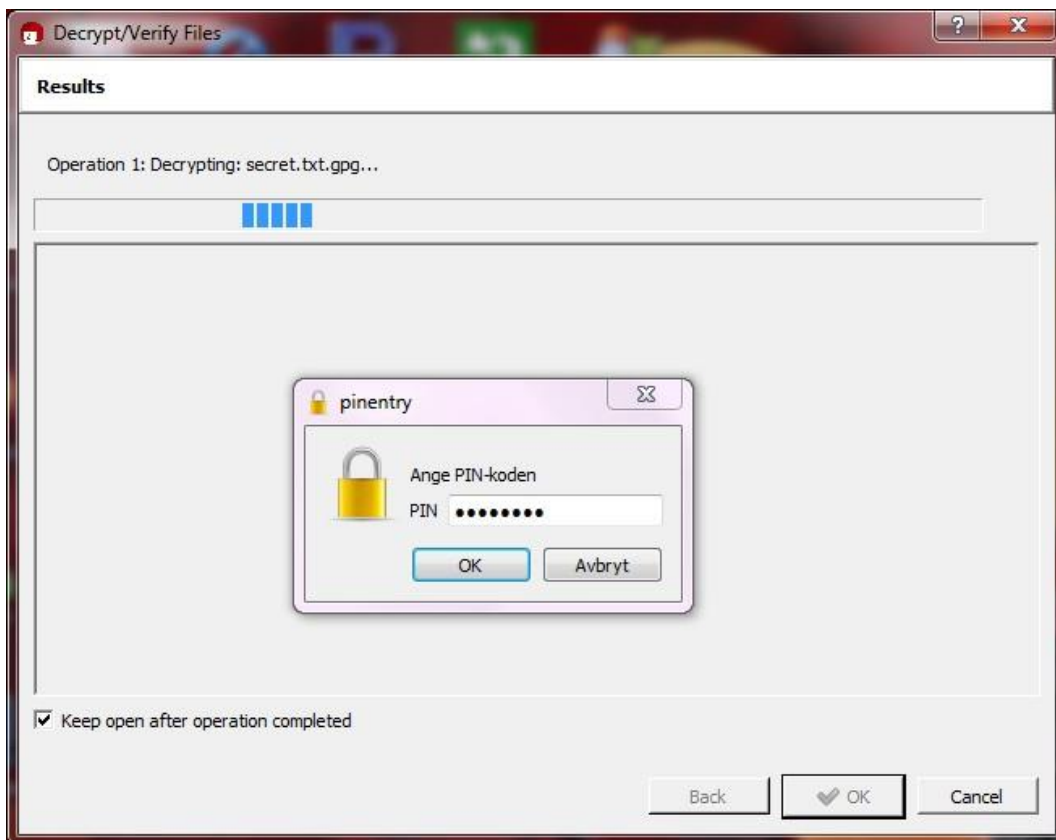 Decrypt/Verify Files
Results
Operation 1: Decrypting: secret.txt.gpg...
pinentry
Ange PIN-koden
PIN ●●●●●●●●
OK Avbryt
Keep open after operation completed
Back OK Cancel